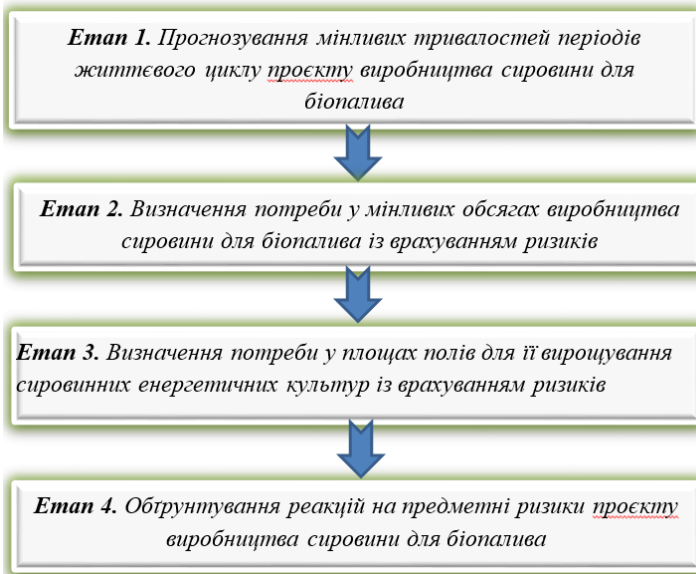 Етап 1. Прогнозування мінливих тривалостей періодів
життєвого циклу проєкту виробництва сировини для
біопалива
Етап 2. Визначення потреби у мінливих обсягах виробництва
сировини для біопалива із врахуванням ризиків
Етап 3. Визначення потреби у площах полів для її вирощування
сировинних енергетичних культур із врахуванням ризиків
Етап 4. Обґрунтування реакцій на предметні ризики проєкту
виробництва сировини для біопалива